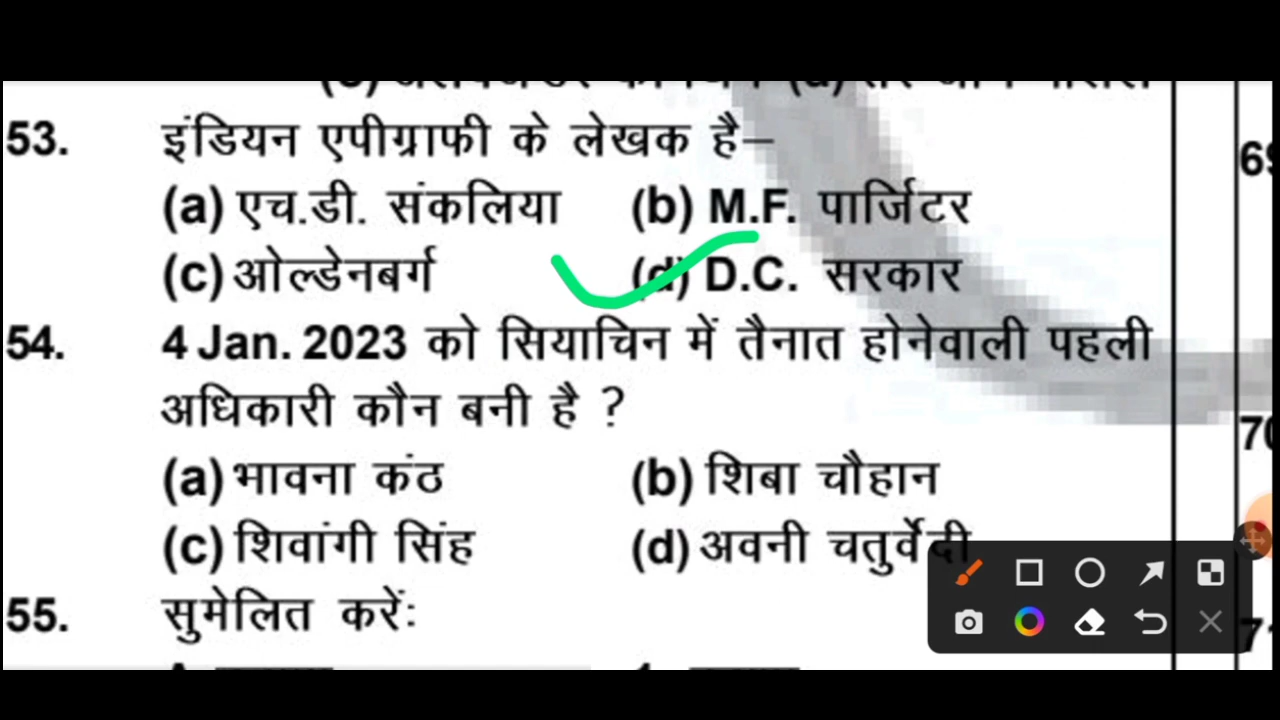 53. इंडियन एपीग्राफी के लेखक है–
(a) एच.डी. संकलिया (b) M.F. पार्जिटर
(c) ओल्डेनबर्ग (d) D.C. सरकार
54. 4 Jan. 2023 को सियाचिन में तैनात होनेवाली पहली
अधिकारी कौन बनी है ?
(a) भावना कंठ (b) शिबा चौहान
(c) शिवांगी सिंह (d) अवनी चतुर्वेदी
55. सुमेलित करें: